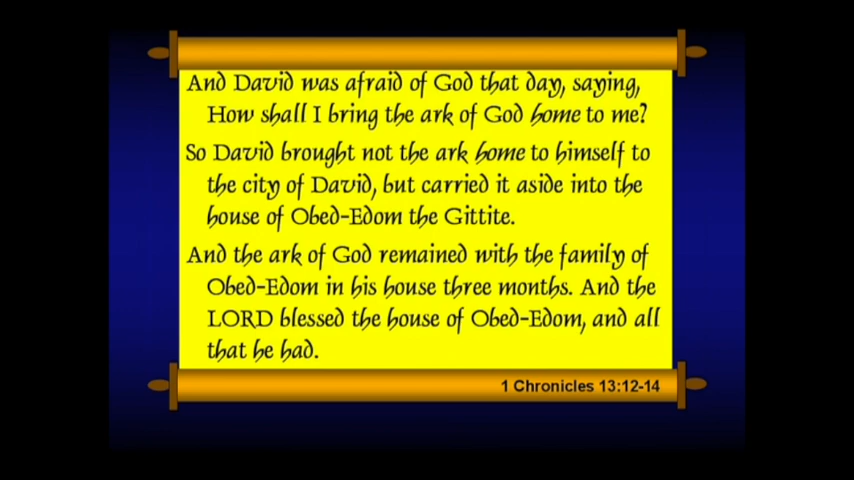 And David was afraid of God that day, saying,
How shall I bring the ark of God home to me?
So David brought not the ark home to himself to
the city of David, but carried it aside into the
house of Obed-Edom the Gittite.
And the ark of God remained with the family of
Obed-Edom in his house three months. And the
LORD blessed the house of Obed-Edom, and all
that he had.
1 Chronicles 13:12-14